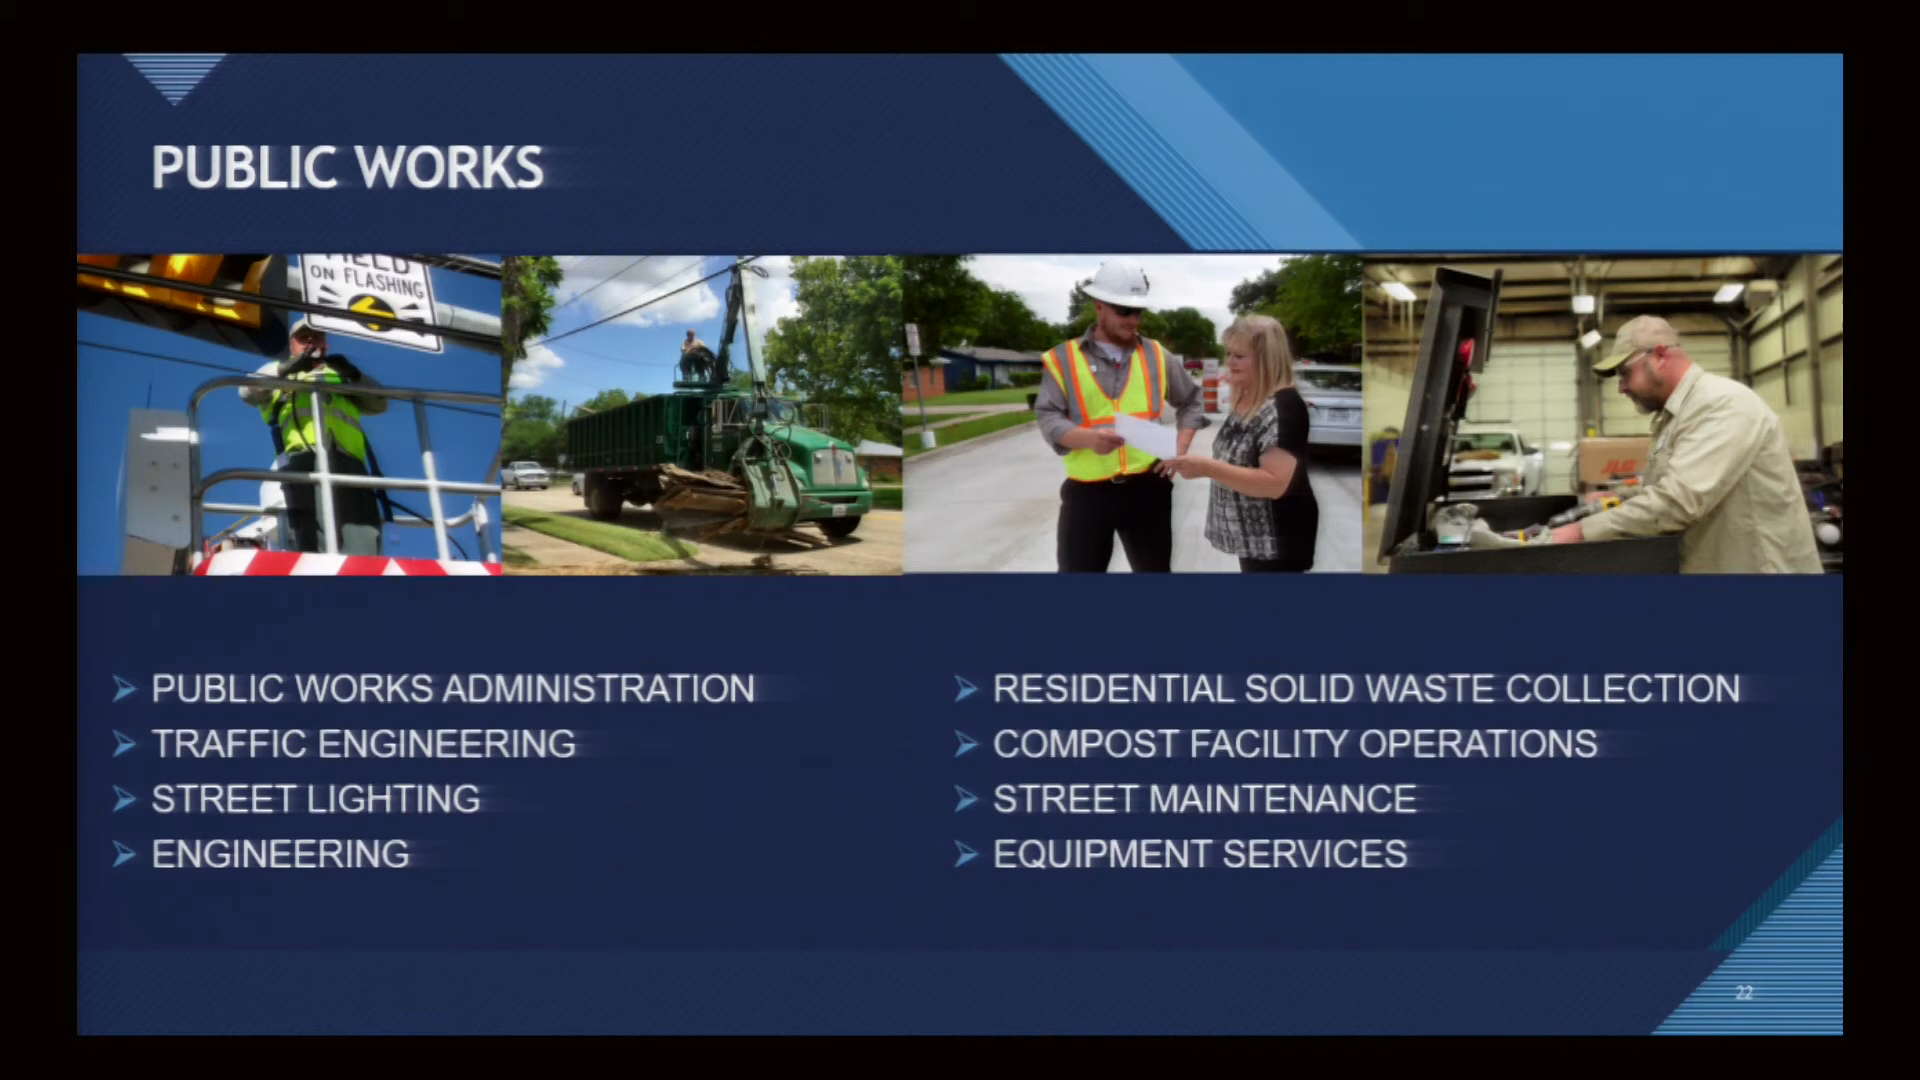 PUBLIC WORKS
ON FLASHING
JLG
PUBLIC WORKS ADMINISTRATION
TRAFFIC ENGINEERING
STREET LIGHTING
ENGINEERING
RESIDENTIAL SOLID WASTE COLLECTION
COMPOST FACILITY OPERATIONS
STREET MAINTENANCE
EQUIPMENT SERVICES
22